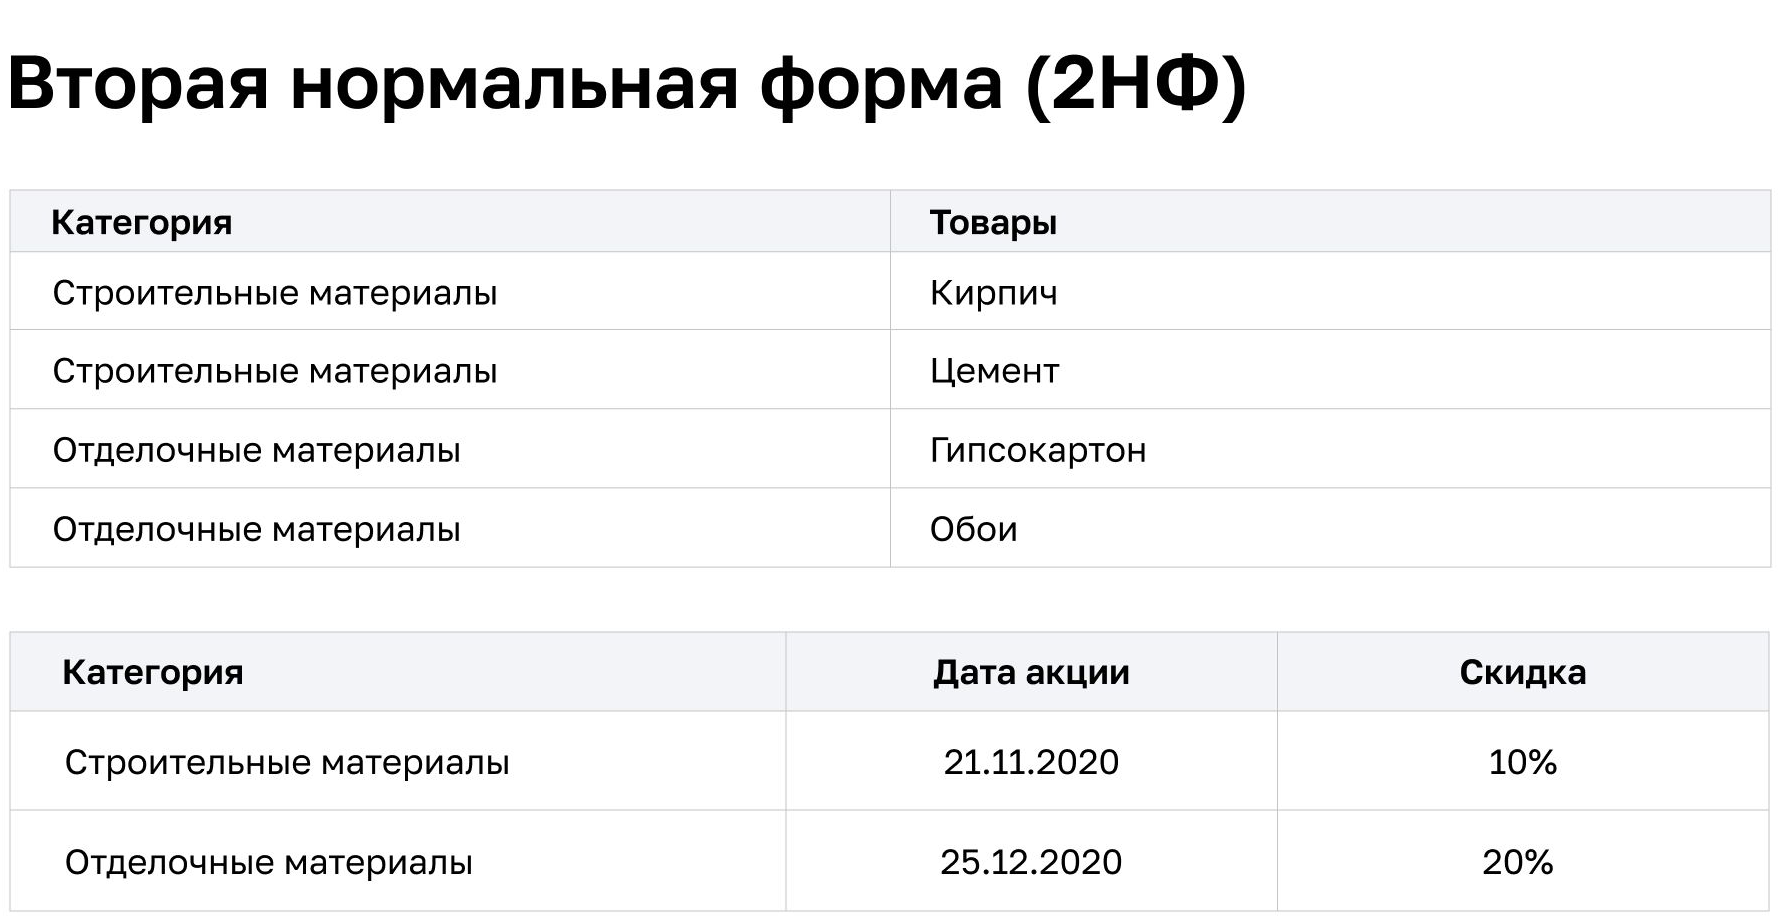 Вторая нормальная форма (2НФ)
Категория Товары
Строительные материалы Кирпич
Строительные материалы Цемент
Отделочные материалы Гипсокартон
Отделочные материалы Обои
Категория Дата акции Скидка
Строительные материалы 21.11.2020 10%
Отделочные материалы 25.12.2020 20%